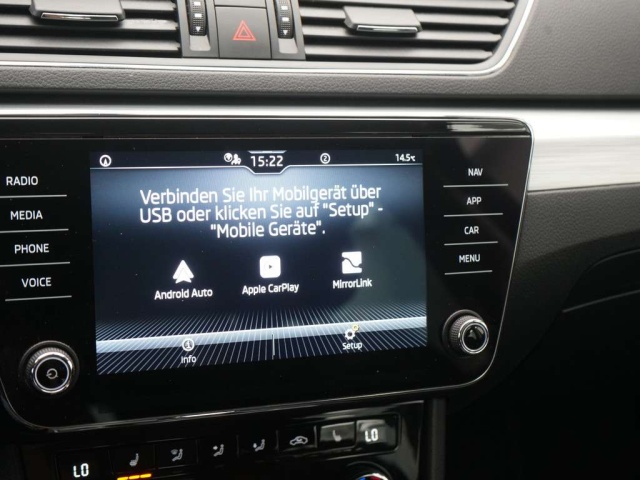 15:22 2 14.5°C
RADIO
MEDIA
PHONE
VOICE
Verbinden Sie Ihr Mobilgerät über
USB oder klicken Sie auf "Setup" -
"Mobile Geräte".
Android Auto Apple CarPlay MirrorLink
Info Setup
NAV
APP
CAR
MENU
LO LO